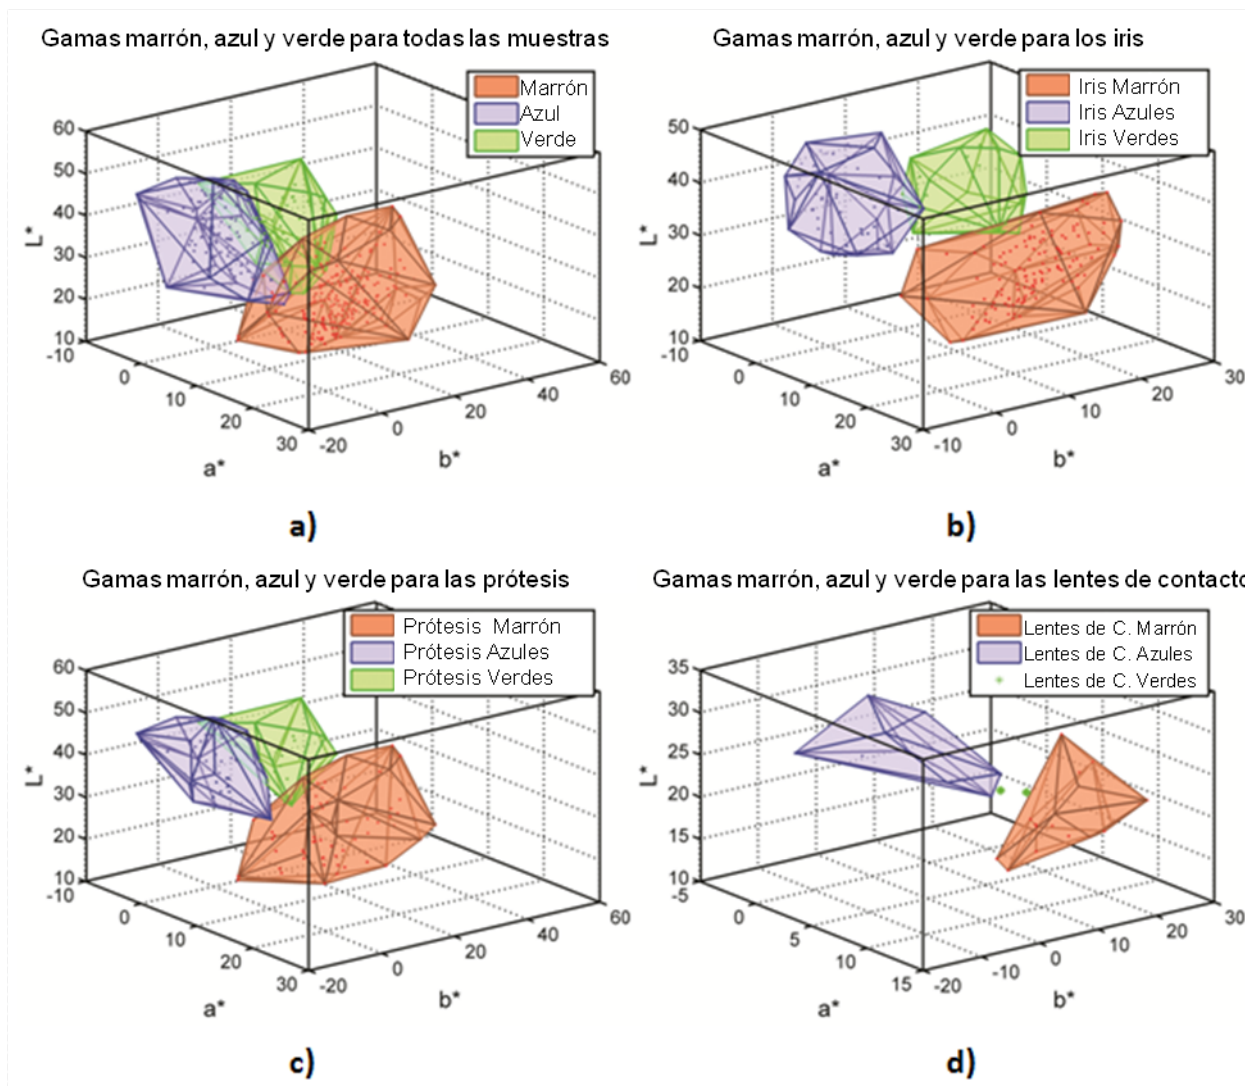 Gamas marrón, azul y verde para todas las muestras
Marrón
Azul
Verde
60
50
40
30
20
10
L*
-10
0
10
20
30
a*
-20
0
20
40
60
b*
a)
Gamas marrón, azul y verde para los iris
Iris Marrón
Iris Azules
Iris Verdes
50
40
30
20
10
L*
-10
0
10
20
30
a*
-10
0
10
20
30
b*
b)
Gamas marrón, azul y verde para las prótesis
Prótesis Marrón
Prótesis Azules
Prótesis Verdes
60
50
40
30
20
10
L*
-10
0
10
20
30
a*
-20
0
20
40
60
b*
c)
Gamas marrón, azul y verde para las lentes de contacto
Lentes de C. Marrón
Lentes de C. Azules
Lentes de C. Verdes
35
30
25
20
15
10
L*
-5
0
5
10
15
a*
-20
-10
0
10
20
30
b*
d)